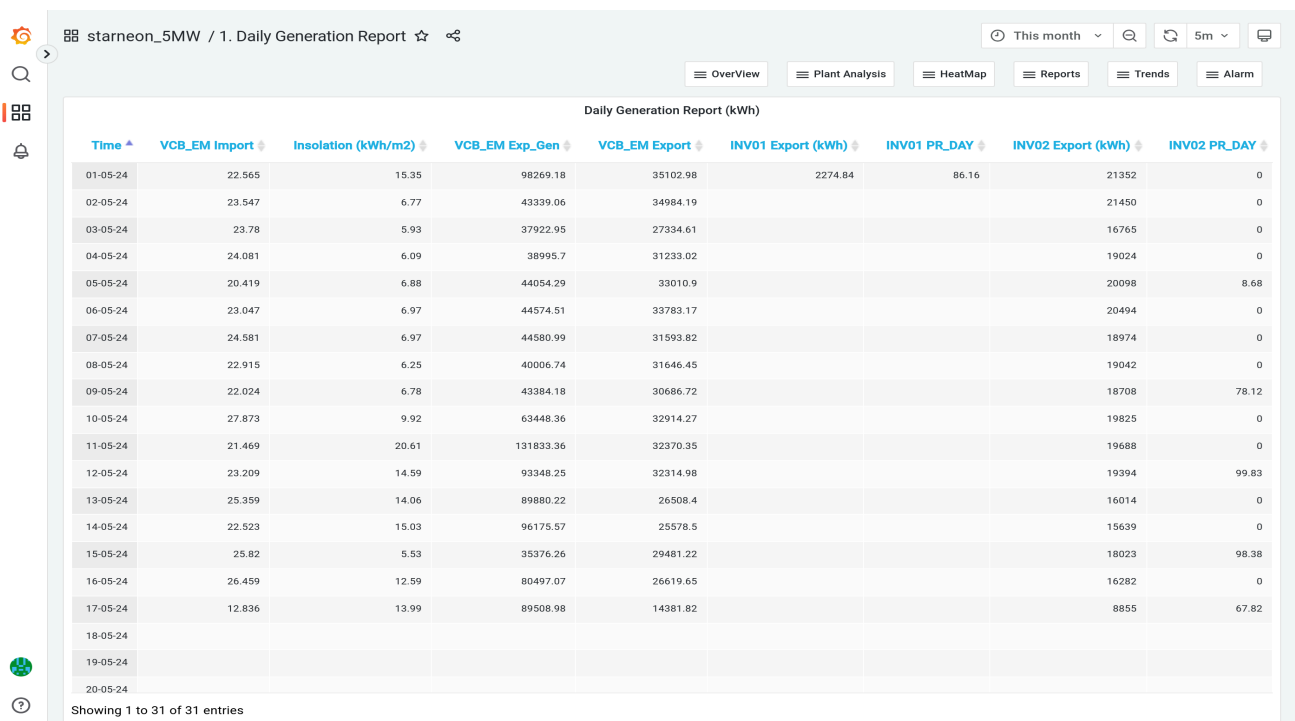 starneon_5MW / 1. Daily Generation Report
This month
5m
OverView Plant Analysis HeatMap Reports Trends Alarm
Daily Generation Report (kWh)
Time VCB_EM Import Insolation (kWh/m2) VCB_EM Exp_Gen VCB_EM Export INV01 Export (kWh) INV01 PR_DAY INV02 Export (kWh) INV02 PR_DAY
01-05-24 22.565 15.35 98269.18 35102.98 2274.84 86.16 21352 0
02-05-24 23.547 6.77 43339.06 34984.19 21450 0
03-05-24 23.78 5.93 37922.95 27334.61 16765 0
04-05-24 24.081 6.09 38995.7 31233.02 19024 0
05-05-24 20.419 6.88 44054.29 33010.9 20098 8.68
06-05-24 23.047 6.97 44574.51 33783.17 20494 0
07-05-24 24.581 6.97 44580.99 31593.82 18974 0
08-05-24 22.915 6.25 40006.74 31646.45 19042 0
09-05-24 22.024 6.78 43384.18 30686.72 18708 78.12
10-05-24 27.873 9.92 63448.36 32914.27 19825 0
11-05-24 21.469 20.61 131833.36 32370.35 19688 0
12-05-24 23.209 14.59 93348.25 32314.98 19394 99.83
13-05-24 25.359 14.06 89880.22 26508.4 16014 0
14-05-24 22.523 15.03 96175.57 25578.5 15639 0
15-05-24 25.82 5.53 35376.26 29481.22 18023 98.38
16-05-24 26.459 12.59 80497.07 26619.65 16282 0
17-05-24 12.836 13.99 89508.98 14381.82 8855 67.82
18-05-24
19-05-24
20-05-24
Showing 1 to 31 of 31 entries